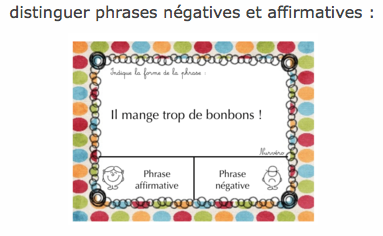 distinguer phrases négatives et affirmatives :
Indique la forme de la phrase :
Il mange trop de bonbons !
Numéro
Phrase
affirmative
Phrase
négative